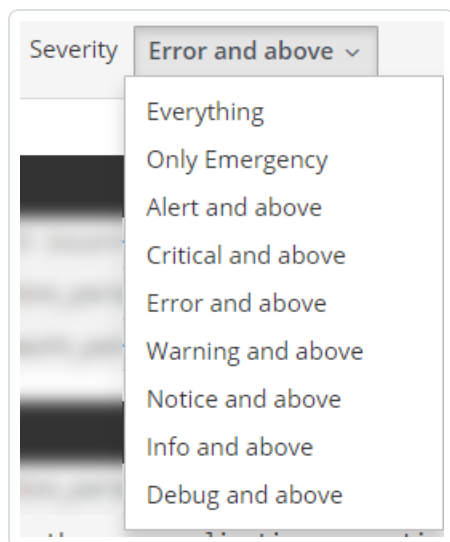 Severity Error and above
Everything
Only Emergency
Alert and above
Critical and above
Error and above
Warning and above
Notice and above
Info and above
Debug and above